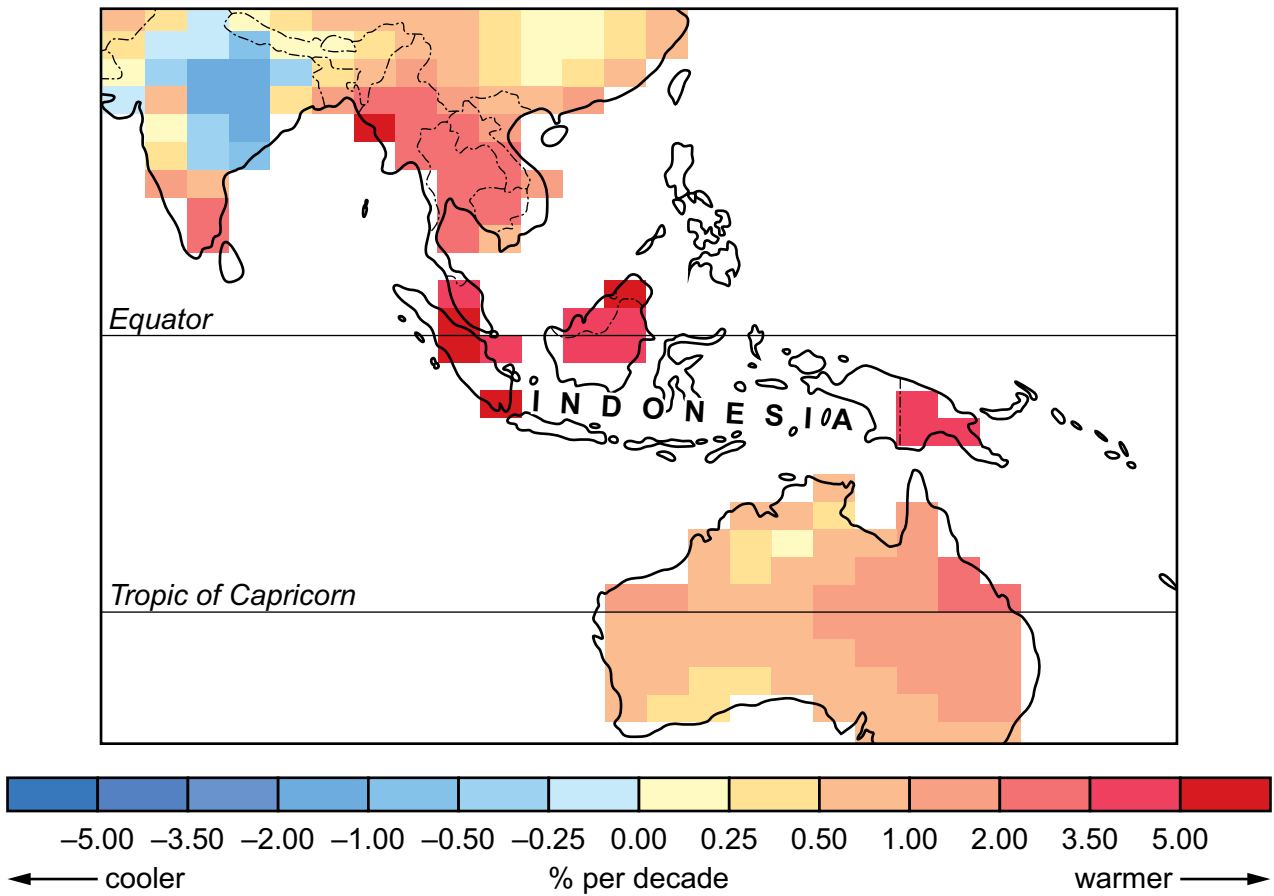 Equator
INDONESIA
Tropic of Capricorn
–5.00 –3.50 –2.00 –1.00 –0.50 –0.25 0.00 0.25 0.50 1.00 2.00 3.50 5.00
cooler % per decade warmer